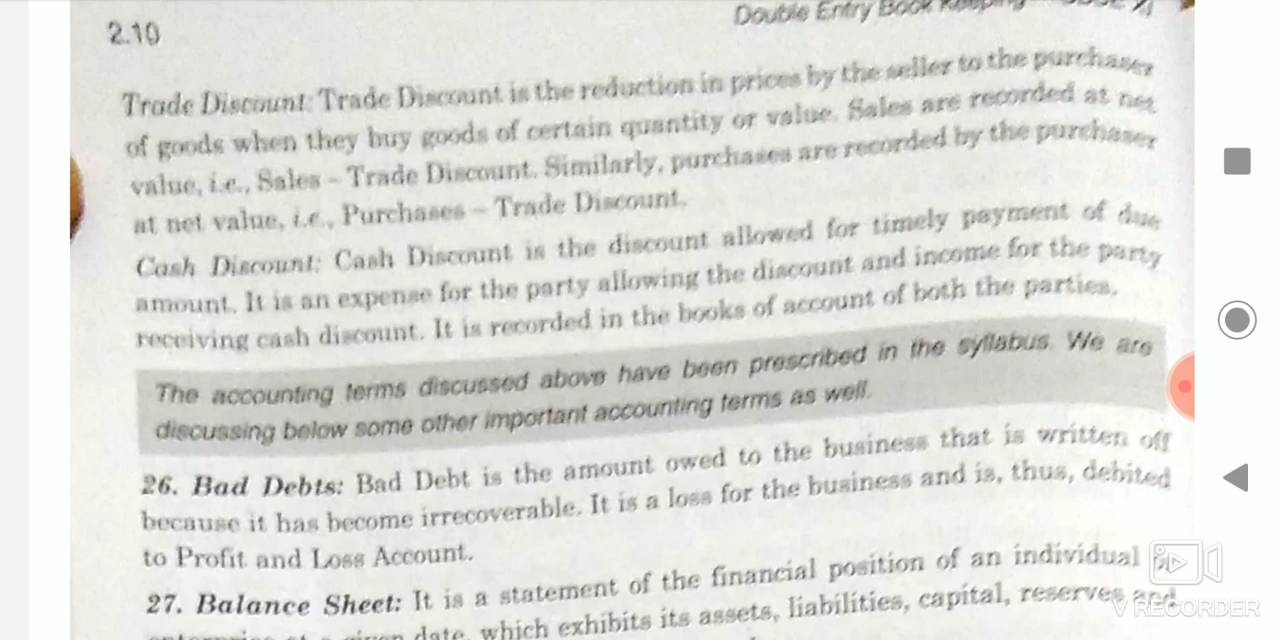 2.10
Double Entry Book Keeping
Trade Discount: Trade Discount is the reduction in prices by the seller to the purchaser
of goods when they buy goods of certain quantity or value. Sales are recorded at net
value, i.e., Sales – Trade Discount. Similarly, purchases are recorded by the purchaser
at net value, i.e., Purchases – Trade Discount.
Cash Discount: Cash Discount is the discount allowed for timely payment of due
amount. It is an expense for the party allowing the discount and income for the party
receiving cash discount. It is recorded in the books of account of both the parties.
The accounting terms discussed above have been prescribed in the syllabus. We are
discussing below some other important accounting terms as well.
26. Bad Debts: Bad Debt is the amount owed to the business that is written off
because it has become irrecoverable. It is a loss for the business and is, thus, debited
to Profit and Loss Account.
27. Balance Sheet: It is a statement of the financial position of an individual or
enterprise at a given date, which exhibits its assets, liabilities, capital, reserves and
V RECORDER